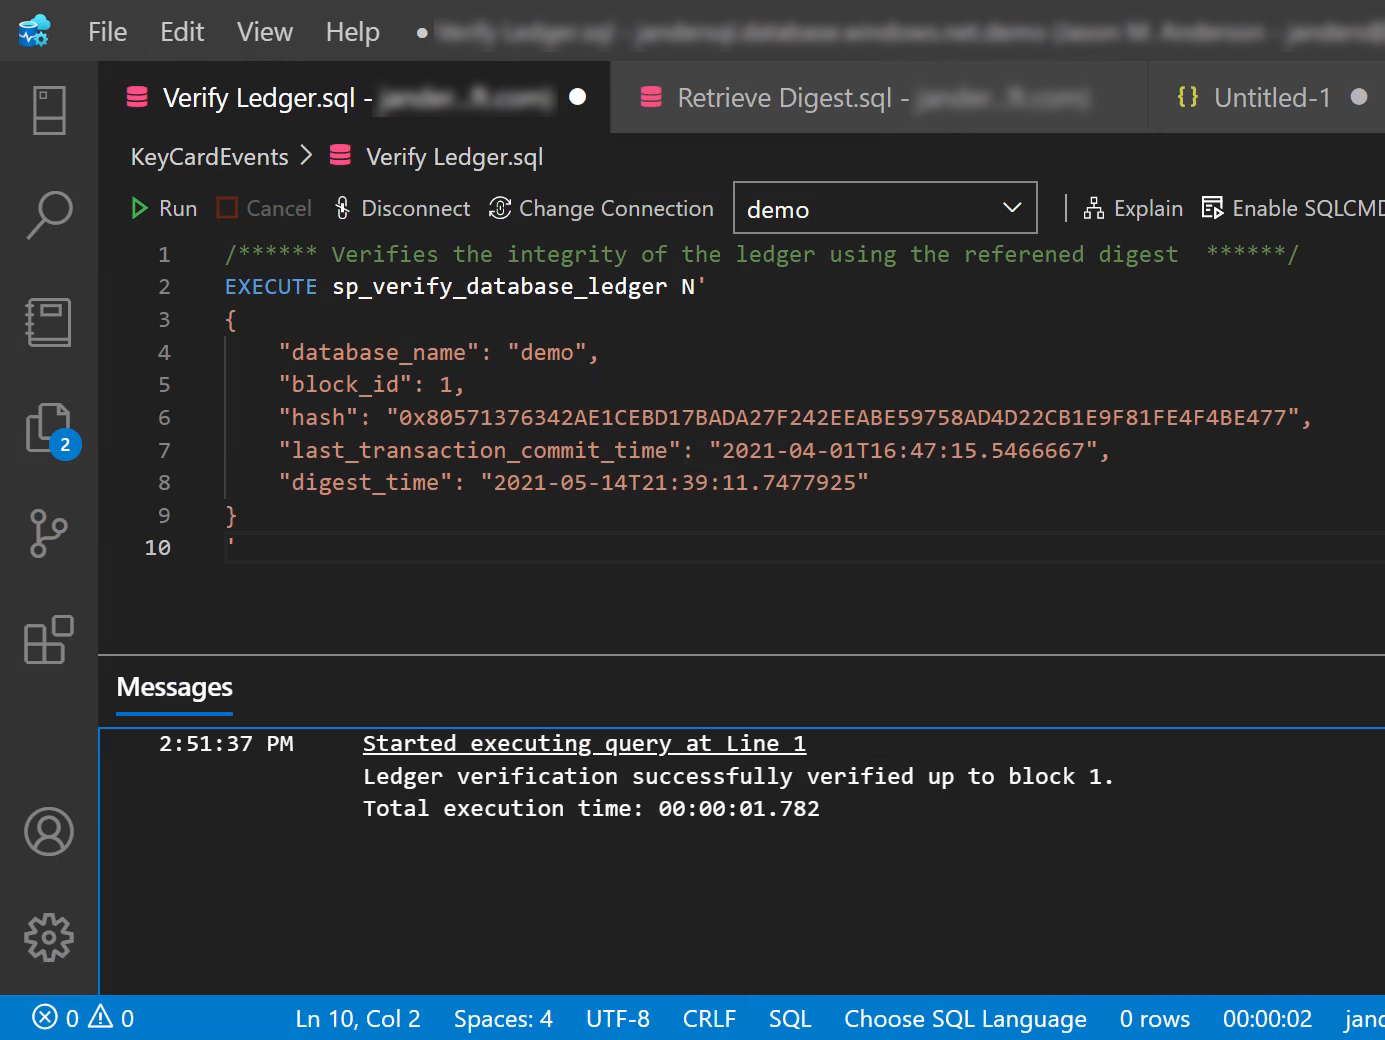 File Edit View Help
Verify Ledger.sql - Retrieve Digest.sql - {} Untitled-1
KeyCardEvents > Verify Ledger.sql
Run Cancel Disconnect Change Connection demo Explain Enable SQLCMD
1 /****** Verifies the integrity of the ledger using the referened digest ******/
2 EXECUTE sp_verify_database_ledger N'
3 {
4 "database_name": "demo",
5 "block_id": 1,
6 "hash": "0x80571376342AE1CEBD17BADA27F242EEABE59758AD4D22CB1E9F81FE4F4BE477",
7 "last_transaction_commit_time": "2021-04-01T16:47:15.5466667",
8 "digest_time": "2021-05-14T21:39:11.7477925"
9 }
10 '
2
Messages
2:51:37 PM Started executing query at Line 1
Ledger verification successfully verified up to block 1.
Total execution time: 00:00:01.782
0 0 Ln 10, Col 2 Spaces: 4 UTF-8 CRLF SQL Choose SQL Language 0 rows 00:00:02 jand